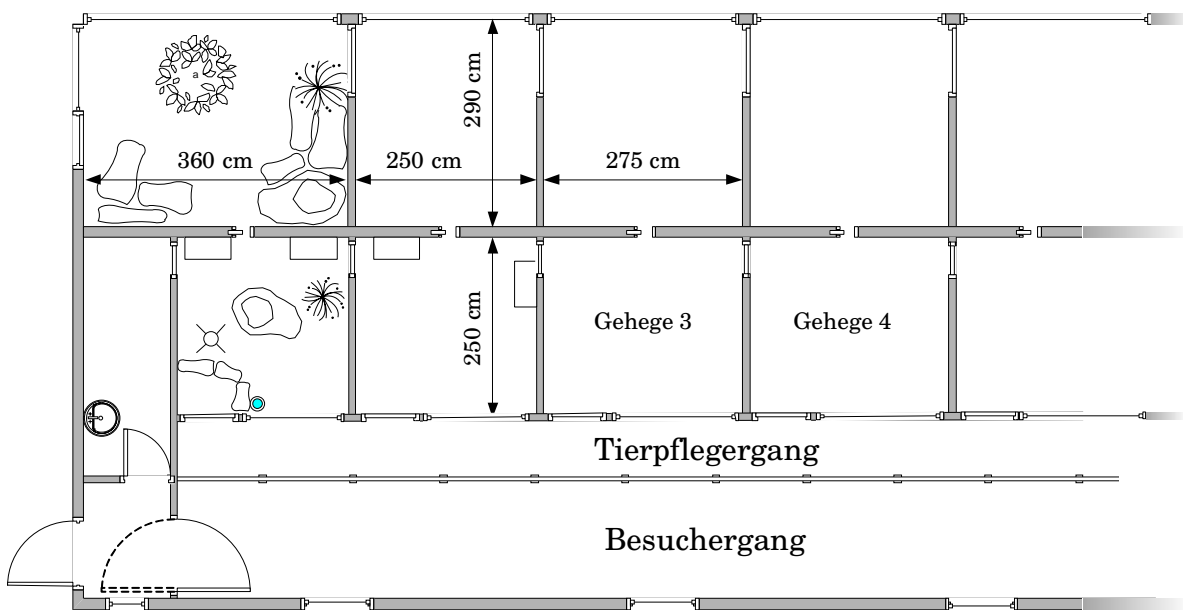 a
290 cm
360 cm
250 cm
275 cm
250 cm
Gehege 3
Gehege 4
Tierpflegergang
Besuchergang